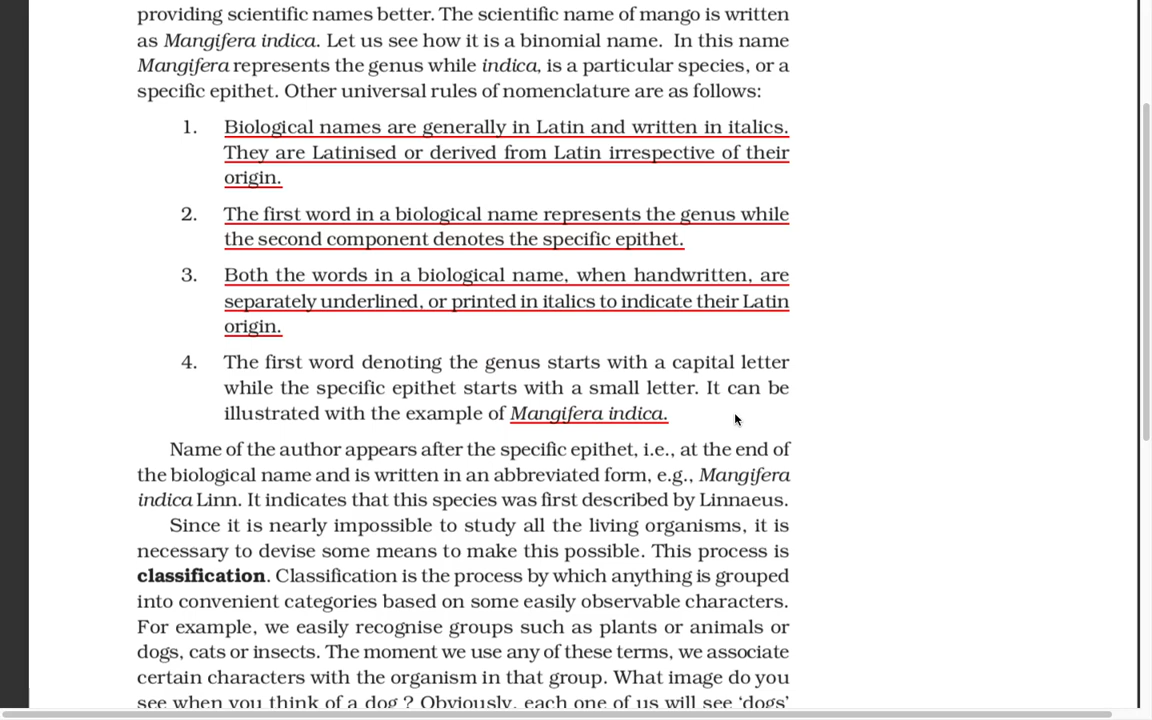 providing scientific names better. The scientific name of mango is written
as Mangifera indica. Let us see how it is a binomial name. In this name
Mangifera represents the genus while indica, is a particular species, or a
specific epithet. Other universal rules of nomenclature are as follows:
1. Biological names are generally in Latin and written in italics.
They are Latinised or derived from Latin irrespective of their
origin.
2. The first word in a biological name represents the genus while
the second component denotes the specific epithet.
3. Both the words in a biological name, when handwritten, are
separately underlined, or printed in italics to indicate their Latin
origin.
4. The first word denoting the genus starts with a capital letter
while the specific epithet starts with a small letter. It can be
illustrated with the example of Mangifera indica.
Name of the author appears after the specific epithet, i.e., at the end of
the biological name and is written in an abbreviated form, e.g., Mangifera
indica Linn. It indicates that this species was first described by Linnaeus.
Since it is nearly impossible to study all the living organisms, it is
necessary to devise some means to make this possible. This process is
classification. Classification is the process by which anything is grouped
into convenient categories based on some easily observable characters.
For example, we easily recognise groups such as plants or animals or
dogs, cats or insects. The moment we use any of these terms, we associate
certain characters with the organism in that group. What image do you
see when you think of a dog ? Obviously, each one of us will see ‘dogs’